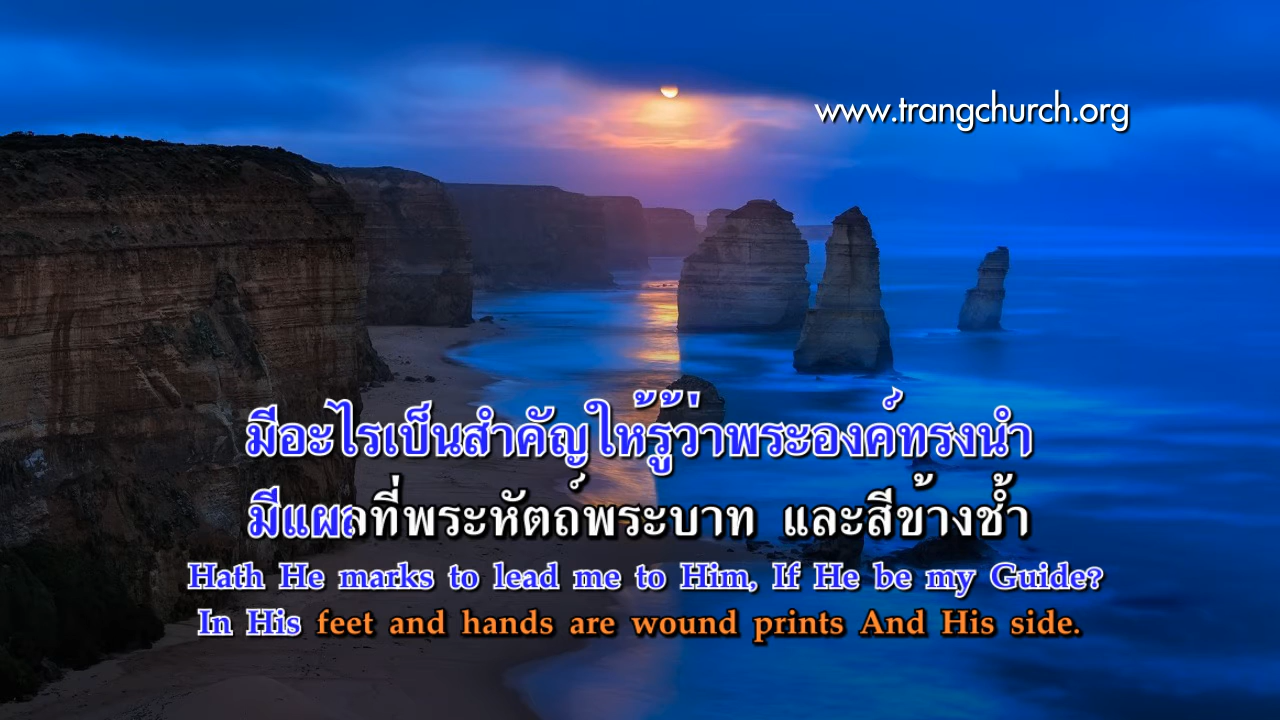 www.trangchurch.org
มีอะไรเป็นสำคัญให้รู้ว่าพระองค์ทรงนำ
มีแผลที่พระหัตถ์พระบาท และสีข้างช้ำ
Hath He marks to lead me to Him, If He be my Guide?
In His feet and hands are wound prints And His side.